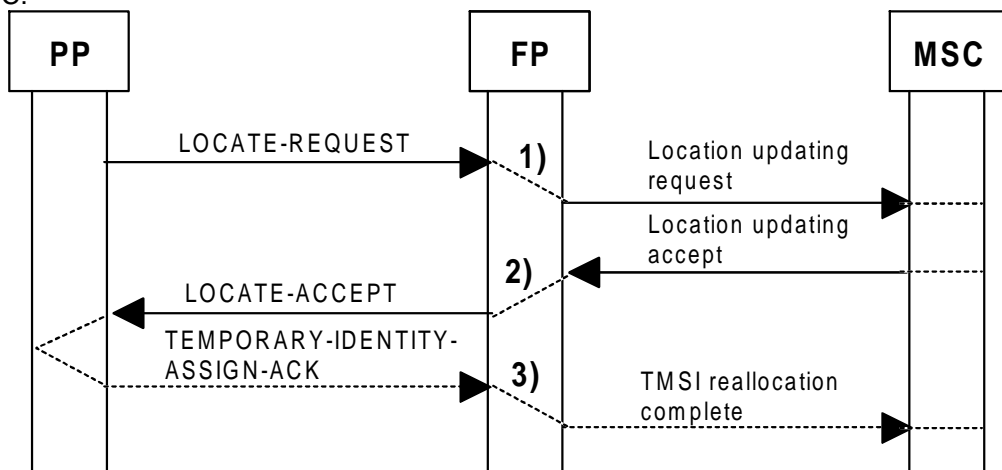 PP
FP
MSC
LOCATE-REQUEST
1)
Location updating
request
Location updating
accept
2)
LOCATE-ACCEPT
TEMPORARY-IDENTITY-
ASSIGN-ACK
3)
TMSI reallocation
complete